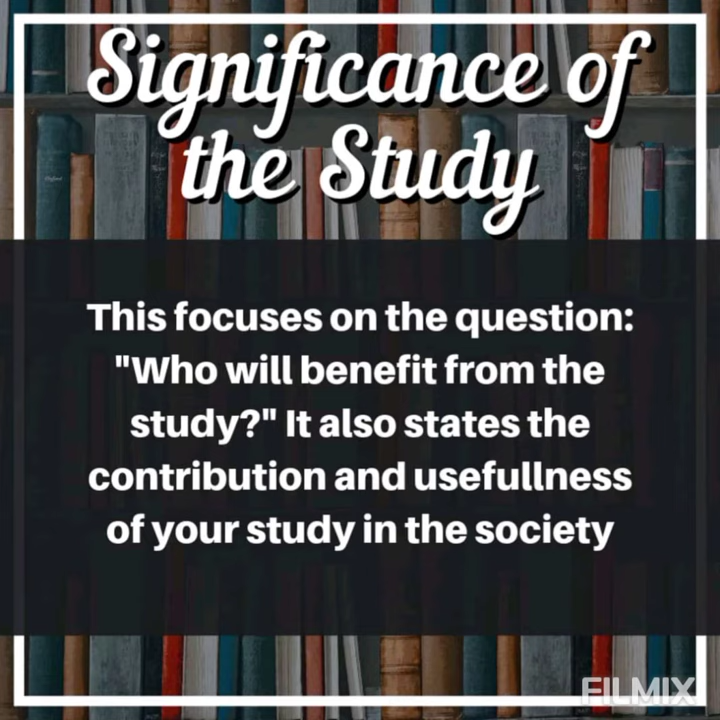 Significance of
the Study
This focuses on the question:
"Who will benefit from the
study?" It also states the
contribution and usefullness
of your study in the society
FILMIX